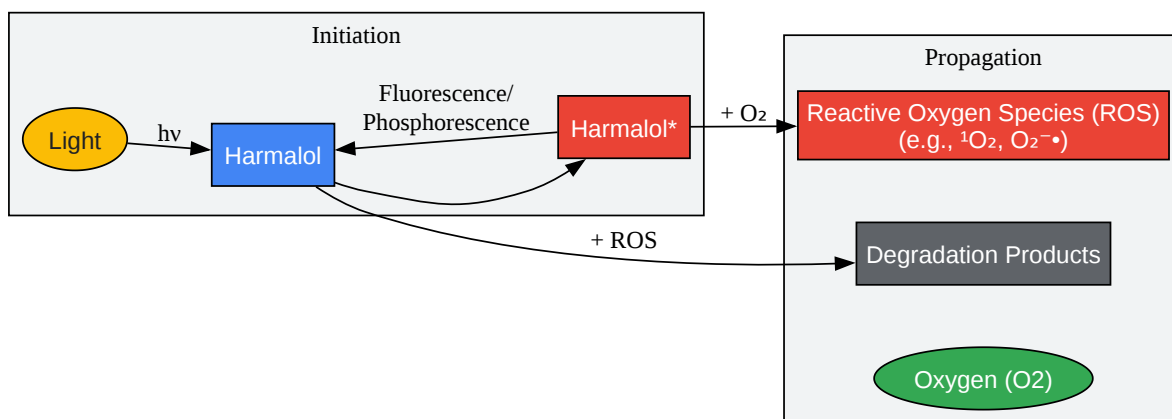 Initiation
Light
hν
Harmalol
Fluorescence/
Phosphorescence
Harmalol*
+ O₂
+ ROS
Propagation
Reactive Oxygen Species (ROS)
(e.g., ¹O₂, O₂⁻•)
Degradation Products
Oxygen (O2)